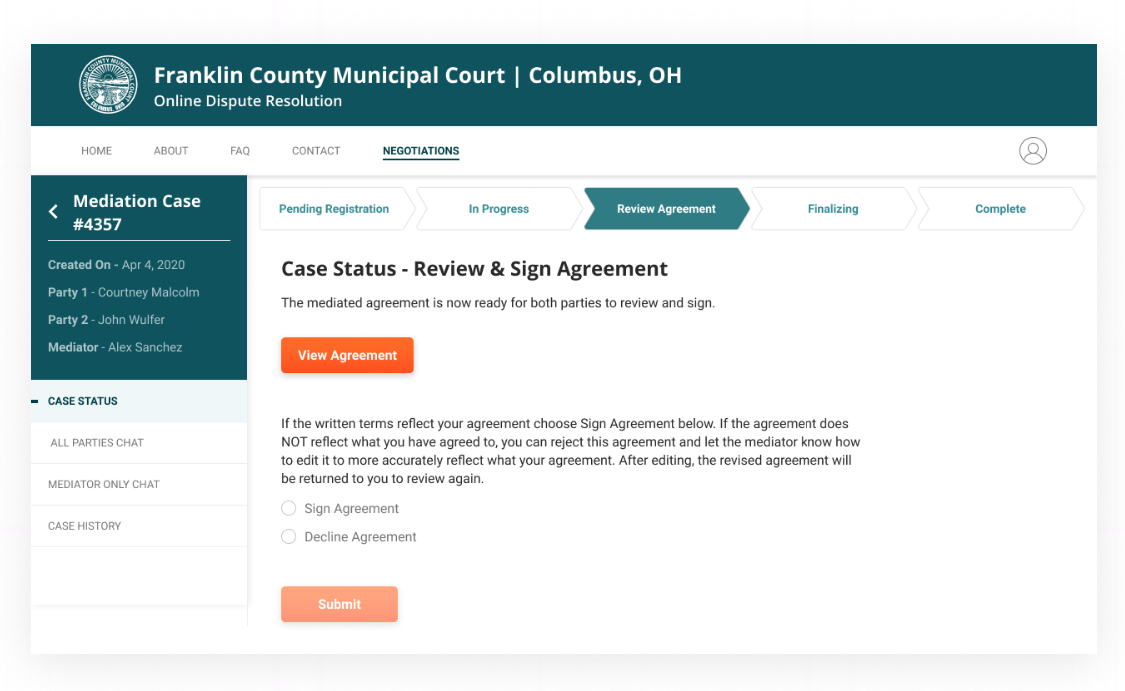 Franklin County Municipal Court | Columbus, OH
Online Dispute Resolution
HOME ABOUT FAQ CONTACT NEGOTIATIONS
Mediation Case
#4357
Created On - Apr 4, 2020
Party 1 - Courtney Malcolm
Party 2 - John Wulfer
Mediator - Alex Sanchez
CASE STATUS
ALL PARTIES CHAT
MEDIATOR ONLY CHAT
CASE HISTORY
Pending Registration In Progress Review Agreement Finalizing Complete
Case Status - Review & Sign Agreement
The mediated agreement is now ready for both parties to review and sign.
View Agreement
If the written terms reflect your agreement choose Sign Agreement below. If the agreement does
NOT reflect what you have agreed to, you can reject this agreement and let the mediator know how
to edit it to more accurately reflect what your agreement. After editing, the revised agreement will
be returned to you to review again.
Sign Agreement
Decline Agreement
Submit